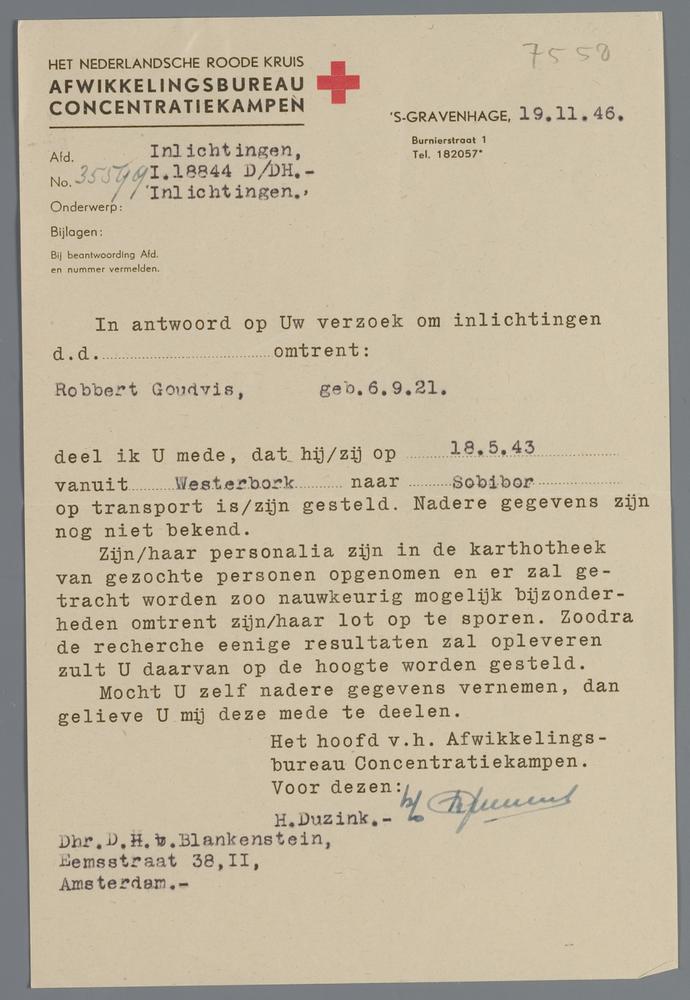 7558
HET NEDERLANDSCHE ROODE KRUIS
AFWIKKELINGSBUREAU
CONCENTRATIEKAMPEN
'S-GRAVENHAGE, 19.11.46.
Burnierstraat 1
Tel. 182057*
Afd. Inlichtingen,
No. 35599 I.18844 D/DH.-
Onderwerp: 'Inlichtingen.'
Bijlagen:
Bij beantwoording Afd.
en nummer vermelden.
In antwoord op Uw verzoek om inlichtingen
d.d. omtrent:
Robbert Goudvis, geb.6.9.21.
deel ik U mede, dat hij/zij op 18.5.43
vanuit Westerbork naar Sobibor
op transport is/zijn gesteld. Nadere gegevens zijn
nog niet bekend.
Zijn/haar personalia zijn in de karthotheek
van gezochte personen opgenomen en er zal ge-
tracht worden zoo nauwkeurig mogelijk bijzonder-
heden omtrent zijn/haar lot op te sporen. Zoodra
de recherche eenige resultaten zal opleveren
zult U daarvan op de hoogte worden gesteld.
Mocht U zelf nadere gegevens vernemen, dan
gelieve U mij deze mede te deelen.
Het hoofd v.h. Afwikkelings-
bureau Concentratiekampen.
Voor dezen:
H.Duzink.-
Dhr.D.H.v.Blankenstein,
Eemsstraat 38,II,
Amsterdam.-